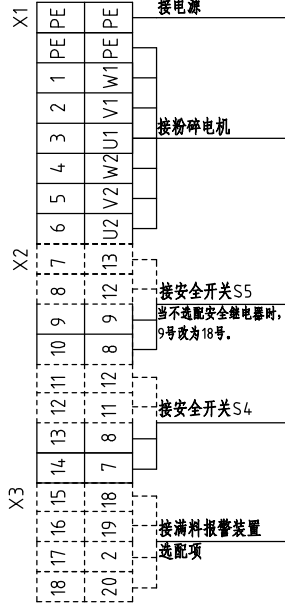 X1
PE PE 接电源
PE PE
1 W1
2 V1
3 U1 接粉碎电机
4 W2
5 V2
6 U2
X2
7 13
8 12 接安全开关S5
9 9 当不选配安全继电器时,
10 8 9号改为18号.
11 12
12 11 接安全开关S4
13 8
14 7
X3
15 18
16 19 接满料报警装置
17 2 选配项
18 20